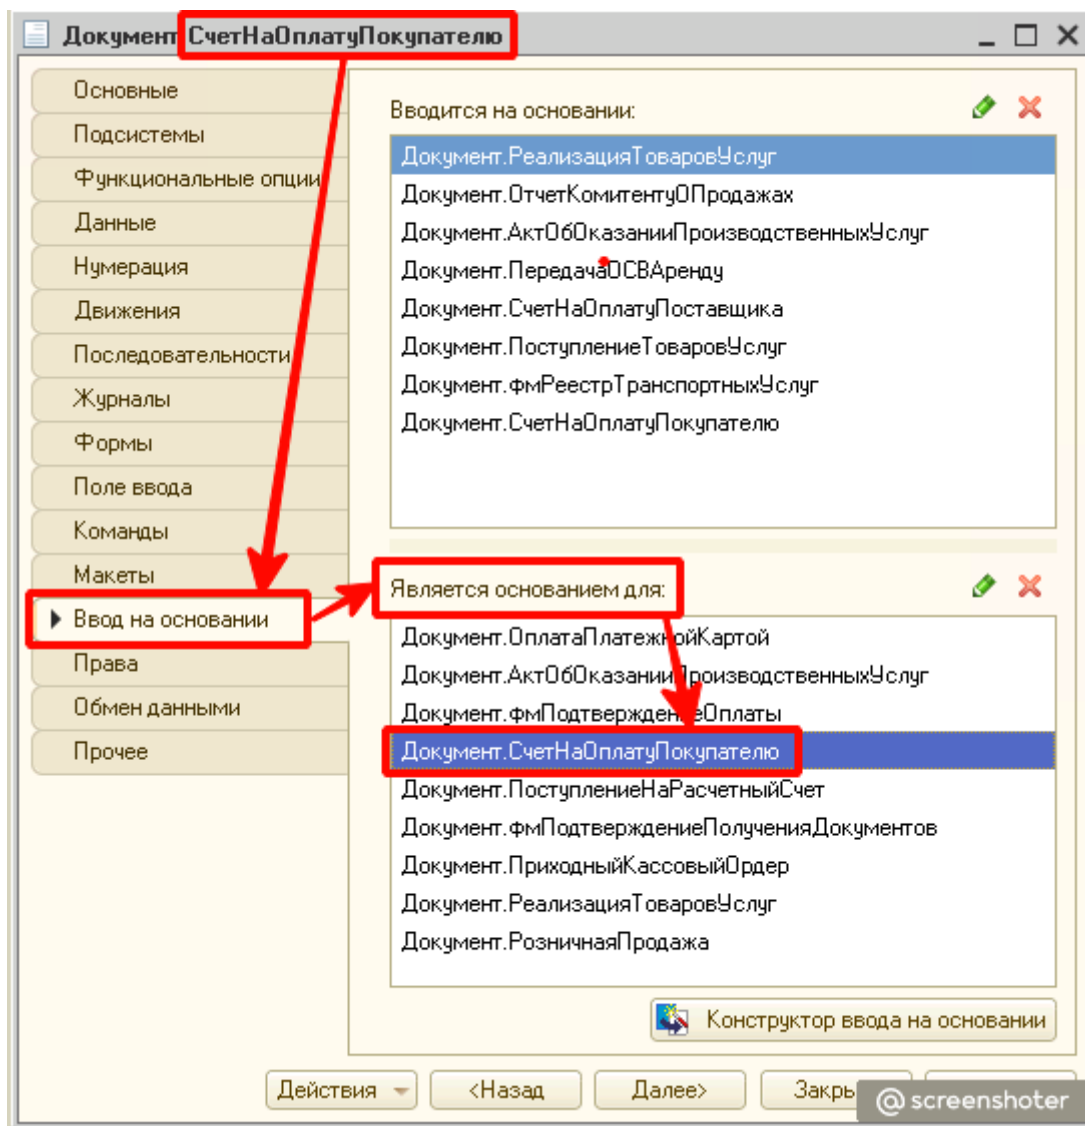 Документ СчетНаОплатуПокупателю
Основные
Подсистемы
Функциональные опции
Данные
Нумерация
Движения
Последовательности
Журналы
Формы
Поле ввода
Команды
Макеты
Ввод на основании
Права
Обмен данными
Прочее
Вводится на основании:
Документ.РеализацияТоваровУслуг
Документ.ОтчетКомитентуОПродажах
Документ.АктОбОказанииПроизводственныхУслуг
Документ.ПередачаОСВАренду
Документ.СчетНаОплатуПоставщика
Документ.ПоступлениеТоваровУслуг
Документ.фмРеестрТранспортныхУслуг
Документ.СчетНаОплатуПокупателю
Является основанием для:
Документ.ОплатаПлатежнойКартой
Документ.АктОбОказанииПроизводственныхУслуг
Документ.фмПодтверждениеОплаты
Документ.СчетНаОплатуПокупателю
Документ.ПоступлениеНаРасчетныйСчет
Документ.фмПодтверждениеПолученияДокументов
Документ.ПриходныйКассовыйОрдер
Документ.РеализацияТоваровУслуг
Документ.РозничнаяПродажа
Конструктор ввода на основании
Действия <Назад Далее> Закры
@ screenshoter